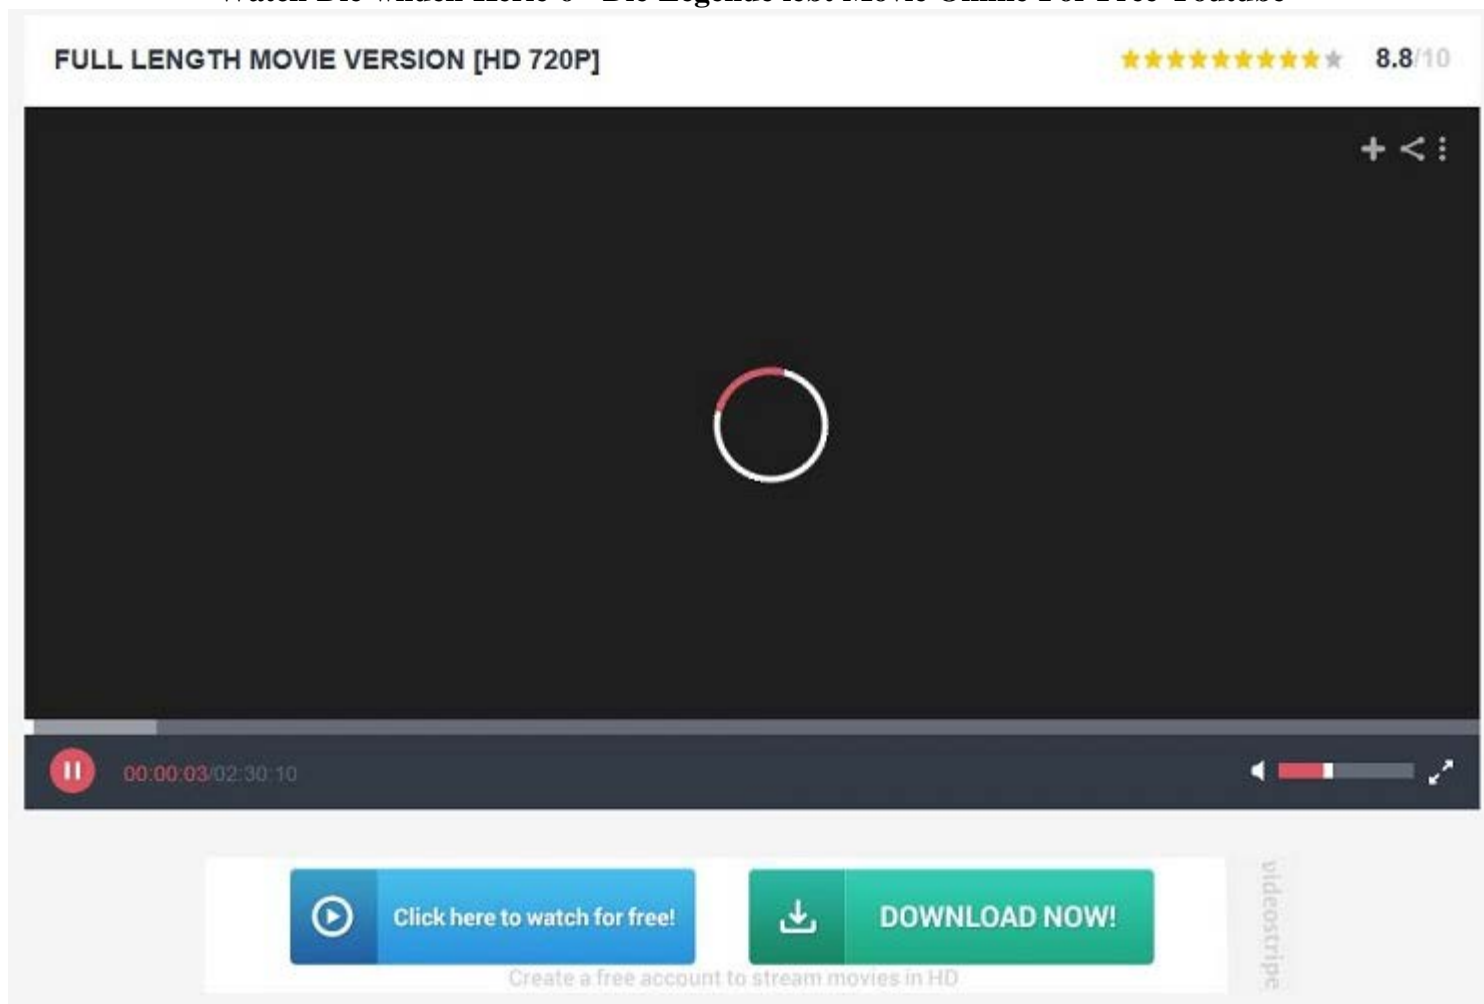 FULL LENGTH MOVIE VERSION [HD 720P]
8.8/10
00:00:03/02:30:10
Click here to watch for free!
DOWNLOAD NOW!
Create a free account to stream movies in HD
videostripe